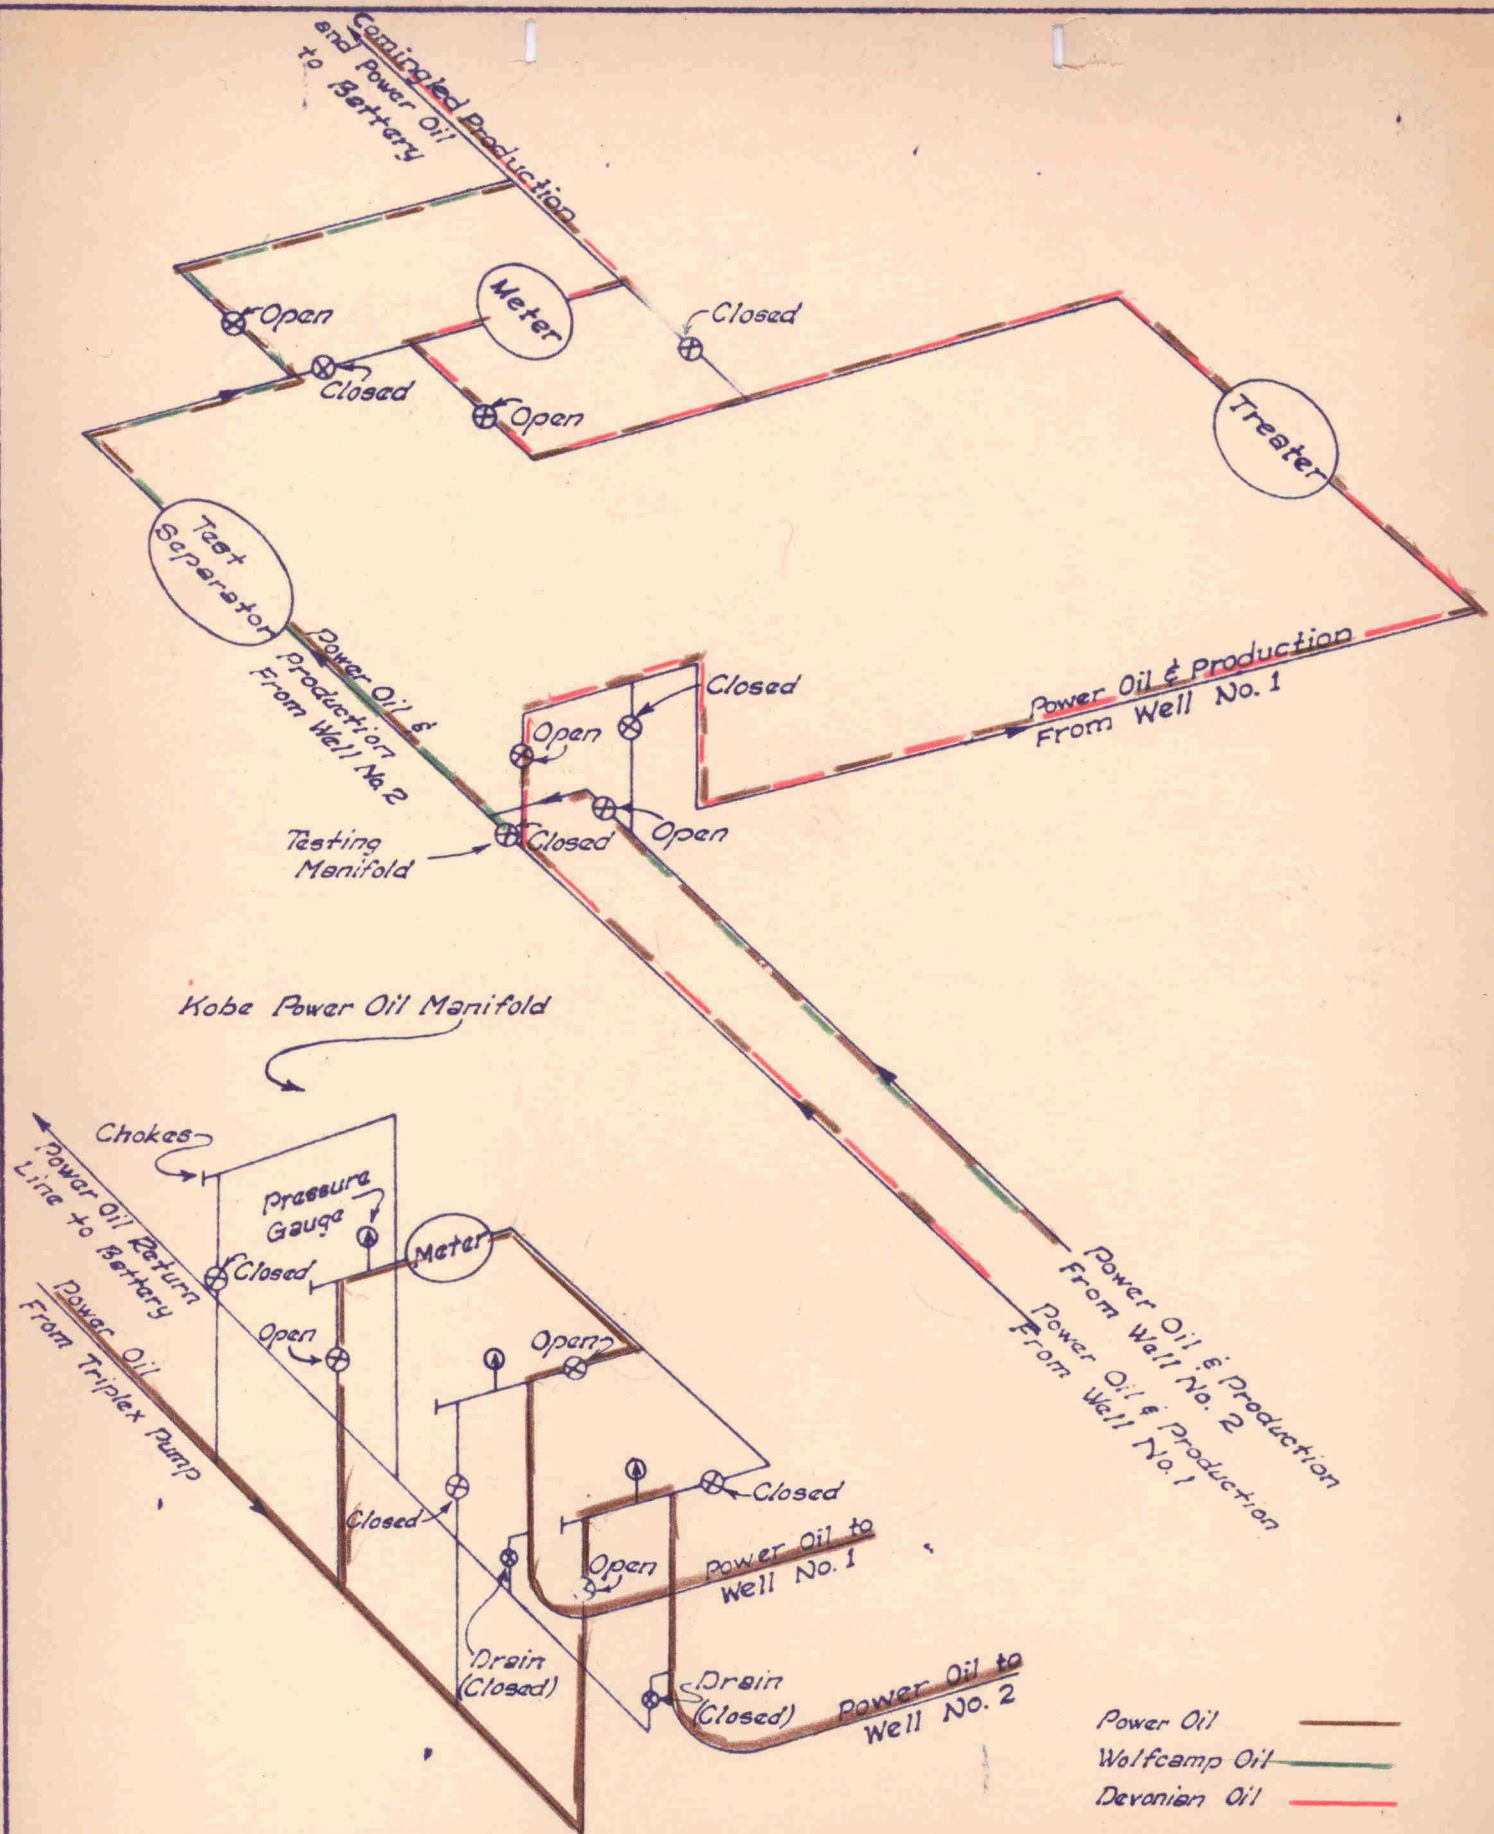 Comingled Production
and Power Oil
to Battery
Open
Meter
Closed
Closed
Open
Treater
Test
Separator
Power Oil &
Production
From Well No. 2
Closed
Open
Power Oil & Production
From Well No. 1
Testing
Manifold
Closed
Open
Kobe Power Oil Manifold
Chokes
Pressure
Gauge
Meter
Power Oil Return
Line to Battery
Closed
Power Oil
From Triplex Pump
Open
Open
Power Oil & Production
From Well No. 2
Power Oil & Production
From Well No. 1
Closed
Closed
Open
Power Oil to
Well No. 1
Drain
(Closed)
Drain
(Closed)
Power Oil to
Well No. 2
Power Oil
Wolfcamp Oil
Devonian Oil